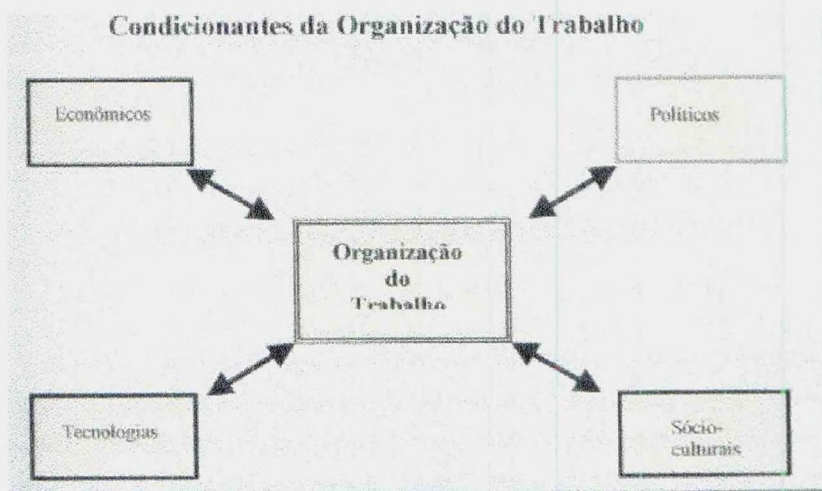 Condicionantes da Organização do Trabalho
Econômicos
Políticos
Organização
do
Trabalho
Tecnologias
Sócio-
culturais